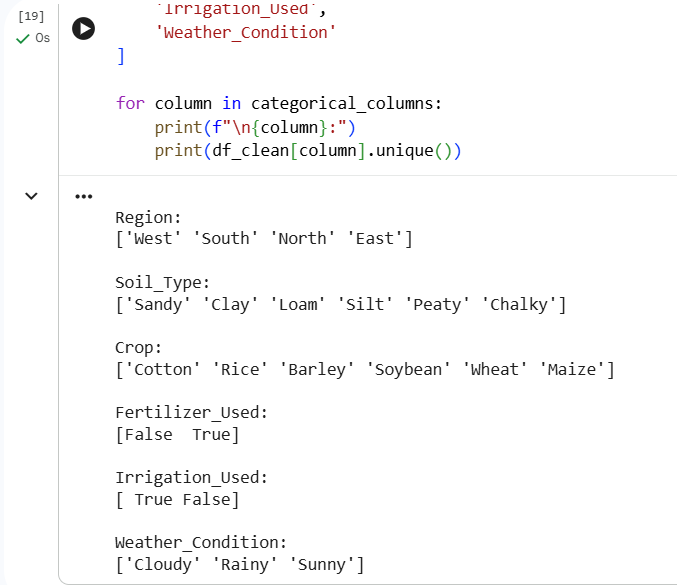 [19]
0s
'Irrigation_Used',
'Weather_Condition'
]
for column in categorical_columns:
    print(f"\n{column}:")
    print(df_clean[column].unique())
Region:
['West' 'South' 'North' 'East']
Soil_Type:
['Sandy' 'Clay' 'Loam' 'Silt' 'Peaty' 'Chalky']
Crop:
['Cotton' 'Rice' 'Barley' 'Soybean' 'Wheat' 'Maize']
Fertilizer_Used:
[False  True]
Irrigation_Used:
[ True False]
Weather_Condition:
['Cloudy' 'Rainy' 'Sunny']